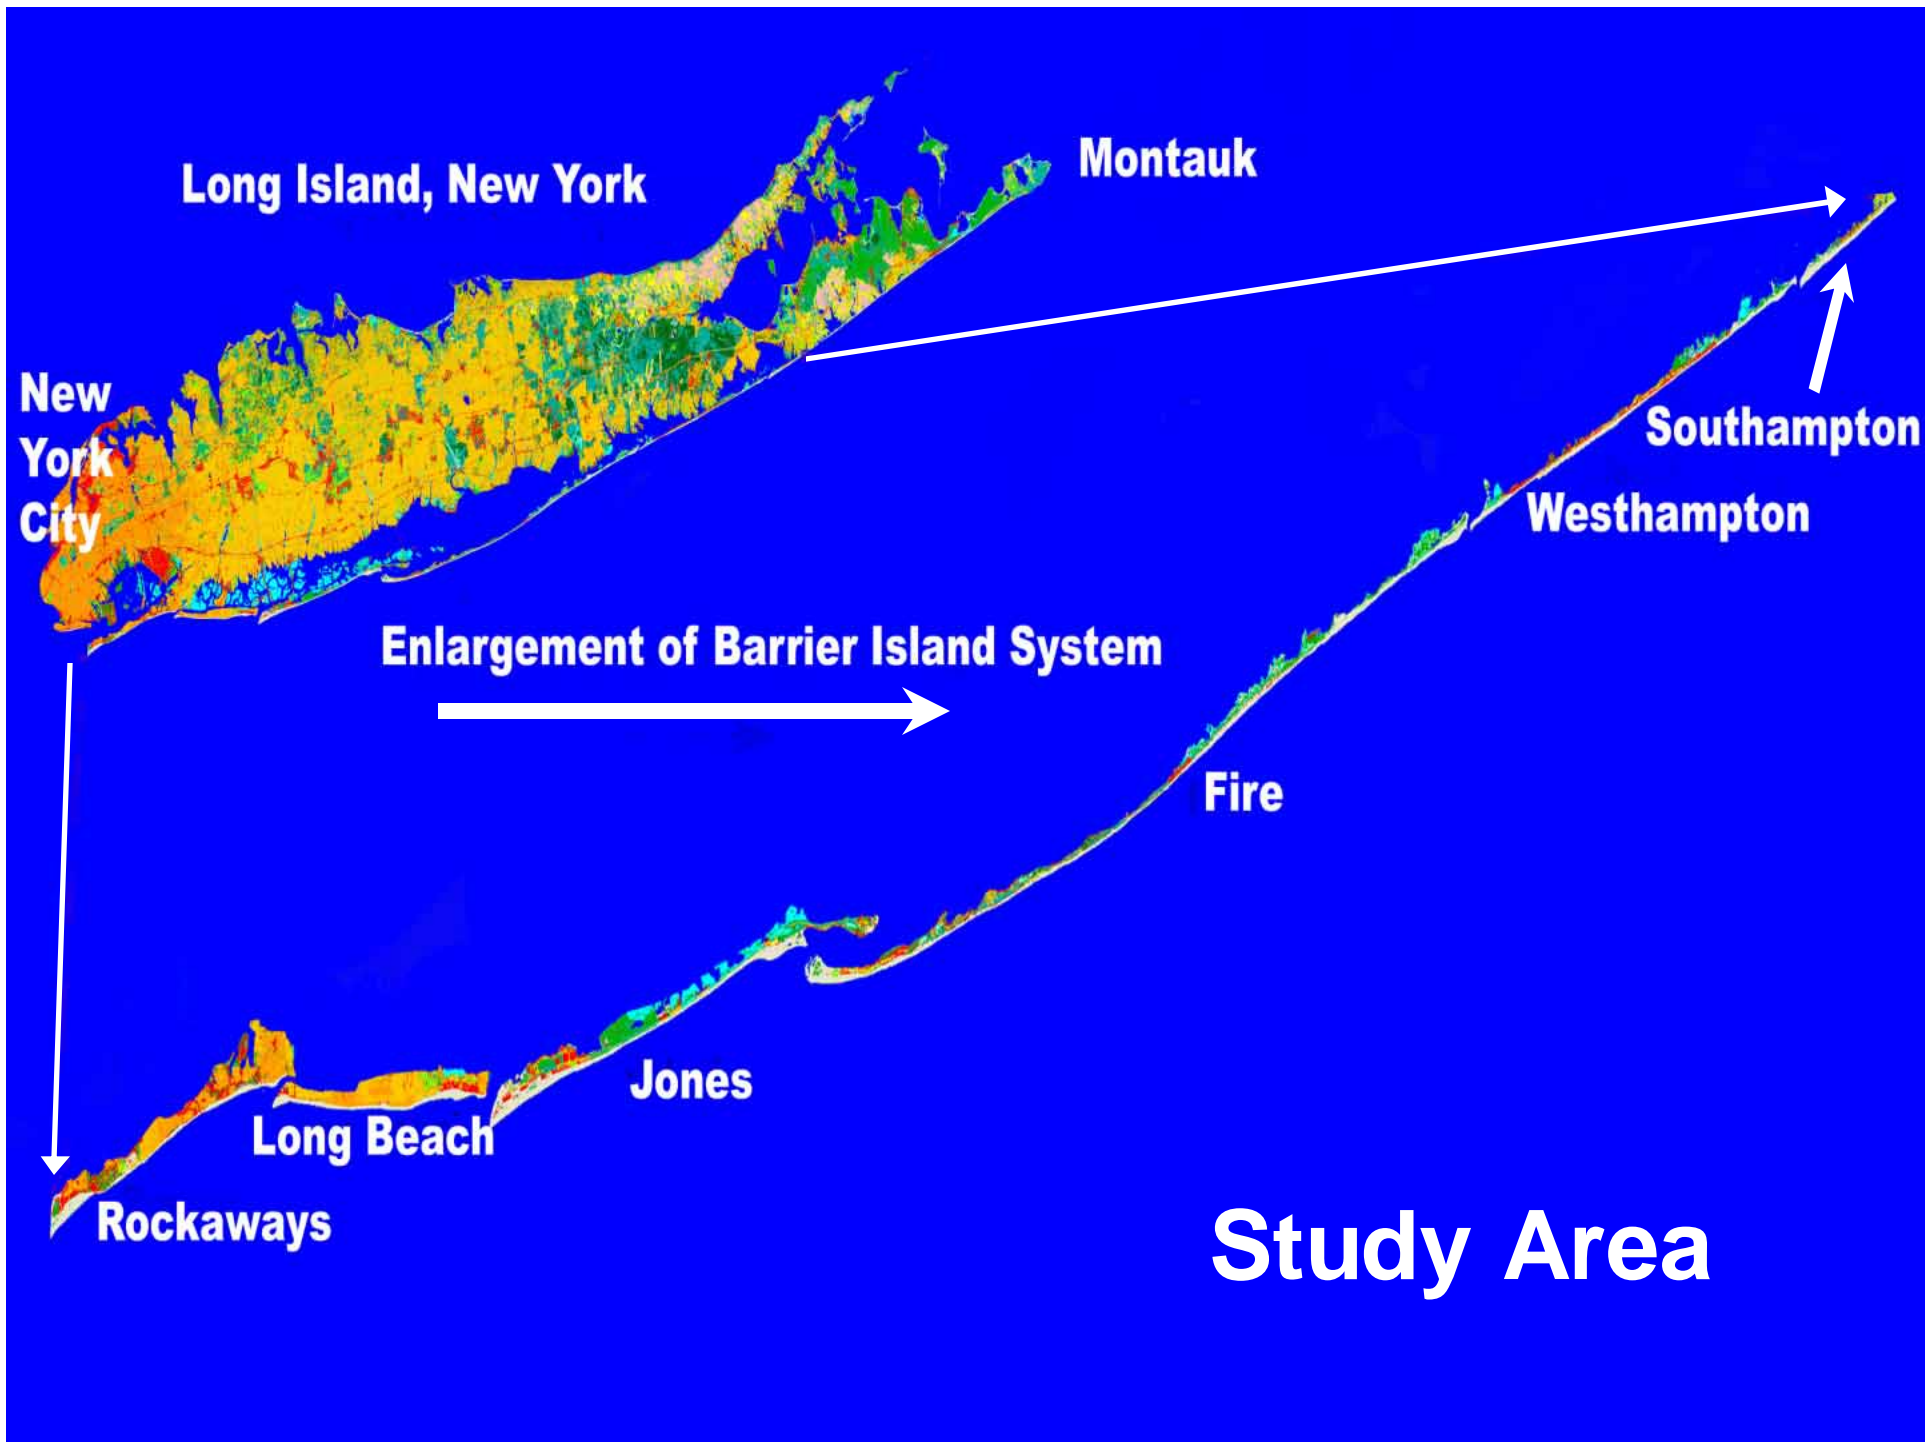 Long Island, New York
Montauk
New
York
City
Southampton
Westhampton
Enlargement of Barrier Island System
Fire
Jones
Long Beach
Rockaways
Study Area